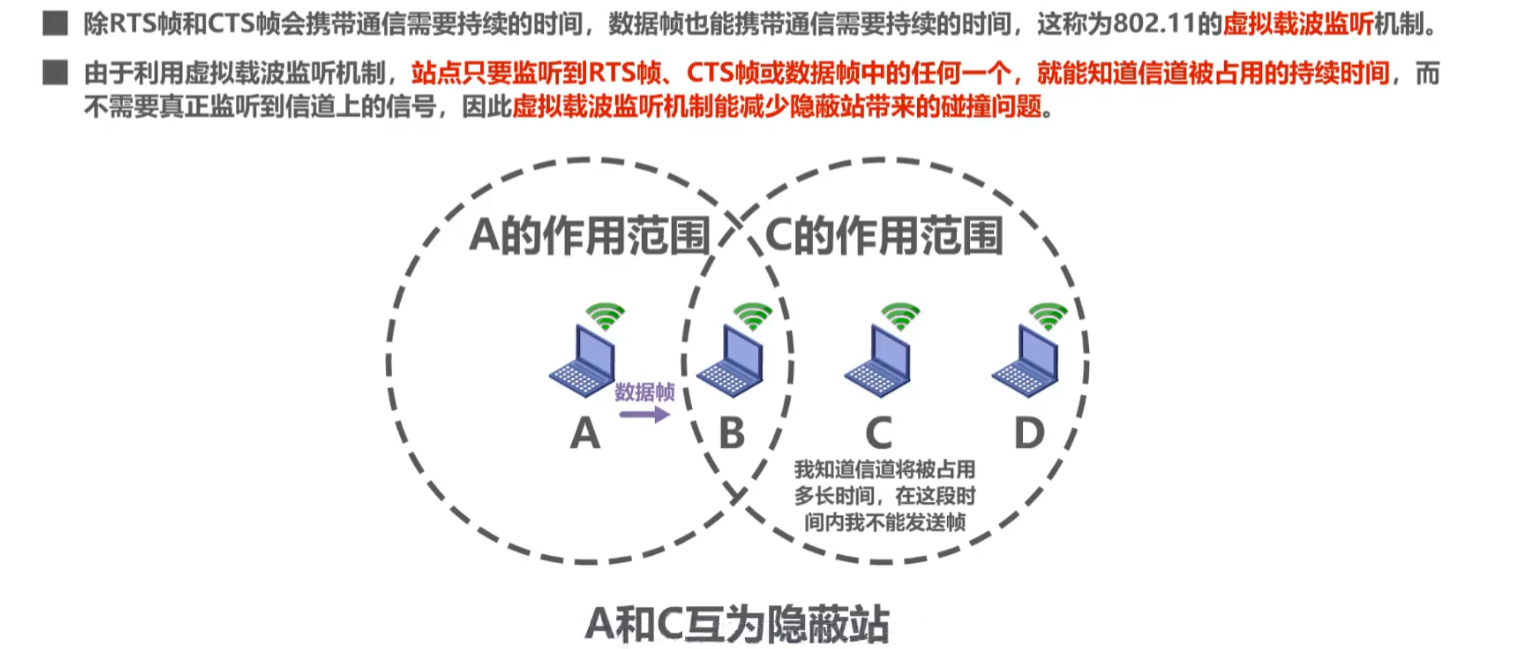 除RTS帧和CTS帧会携带通信需要持续的时间，数据帧也能携带通信需要持续的时间，这称为802.11的虚拟载波监听机制。
由于利用虚拟载波监听机制，站点只要监听到RTS帧、CTS帧或数据帧中的任何一个，就能知道信道被占用的持续时间，而
不需要真正监听到信道上的信号，因此虚拟载波监听机制能减少隐蔽站带来的碰撞问题。
A的作用范围
C的作用范围
数据帧
A
B
C
D
我知道信道将被占用
多长时间，在这段时
间内我不能发送帧
A和C互为隐蔽站